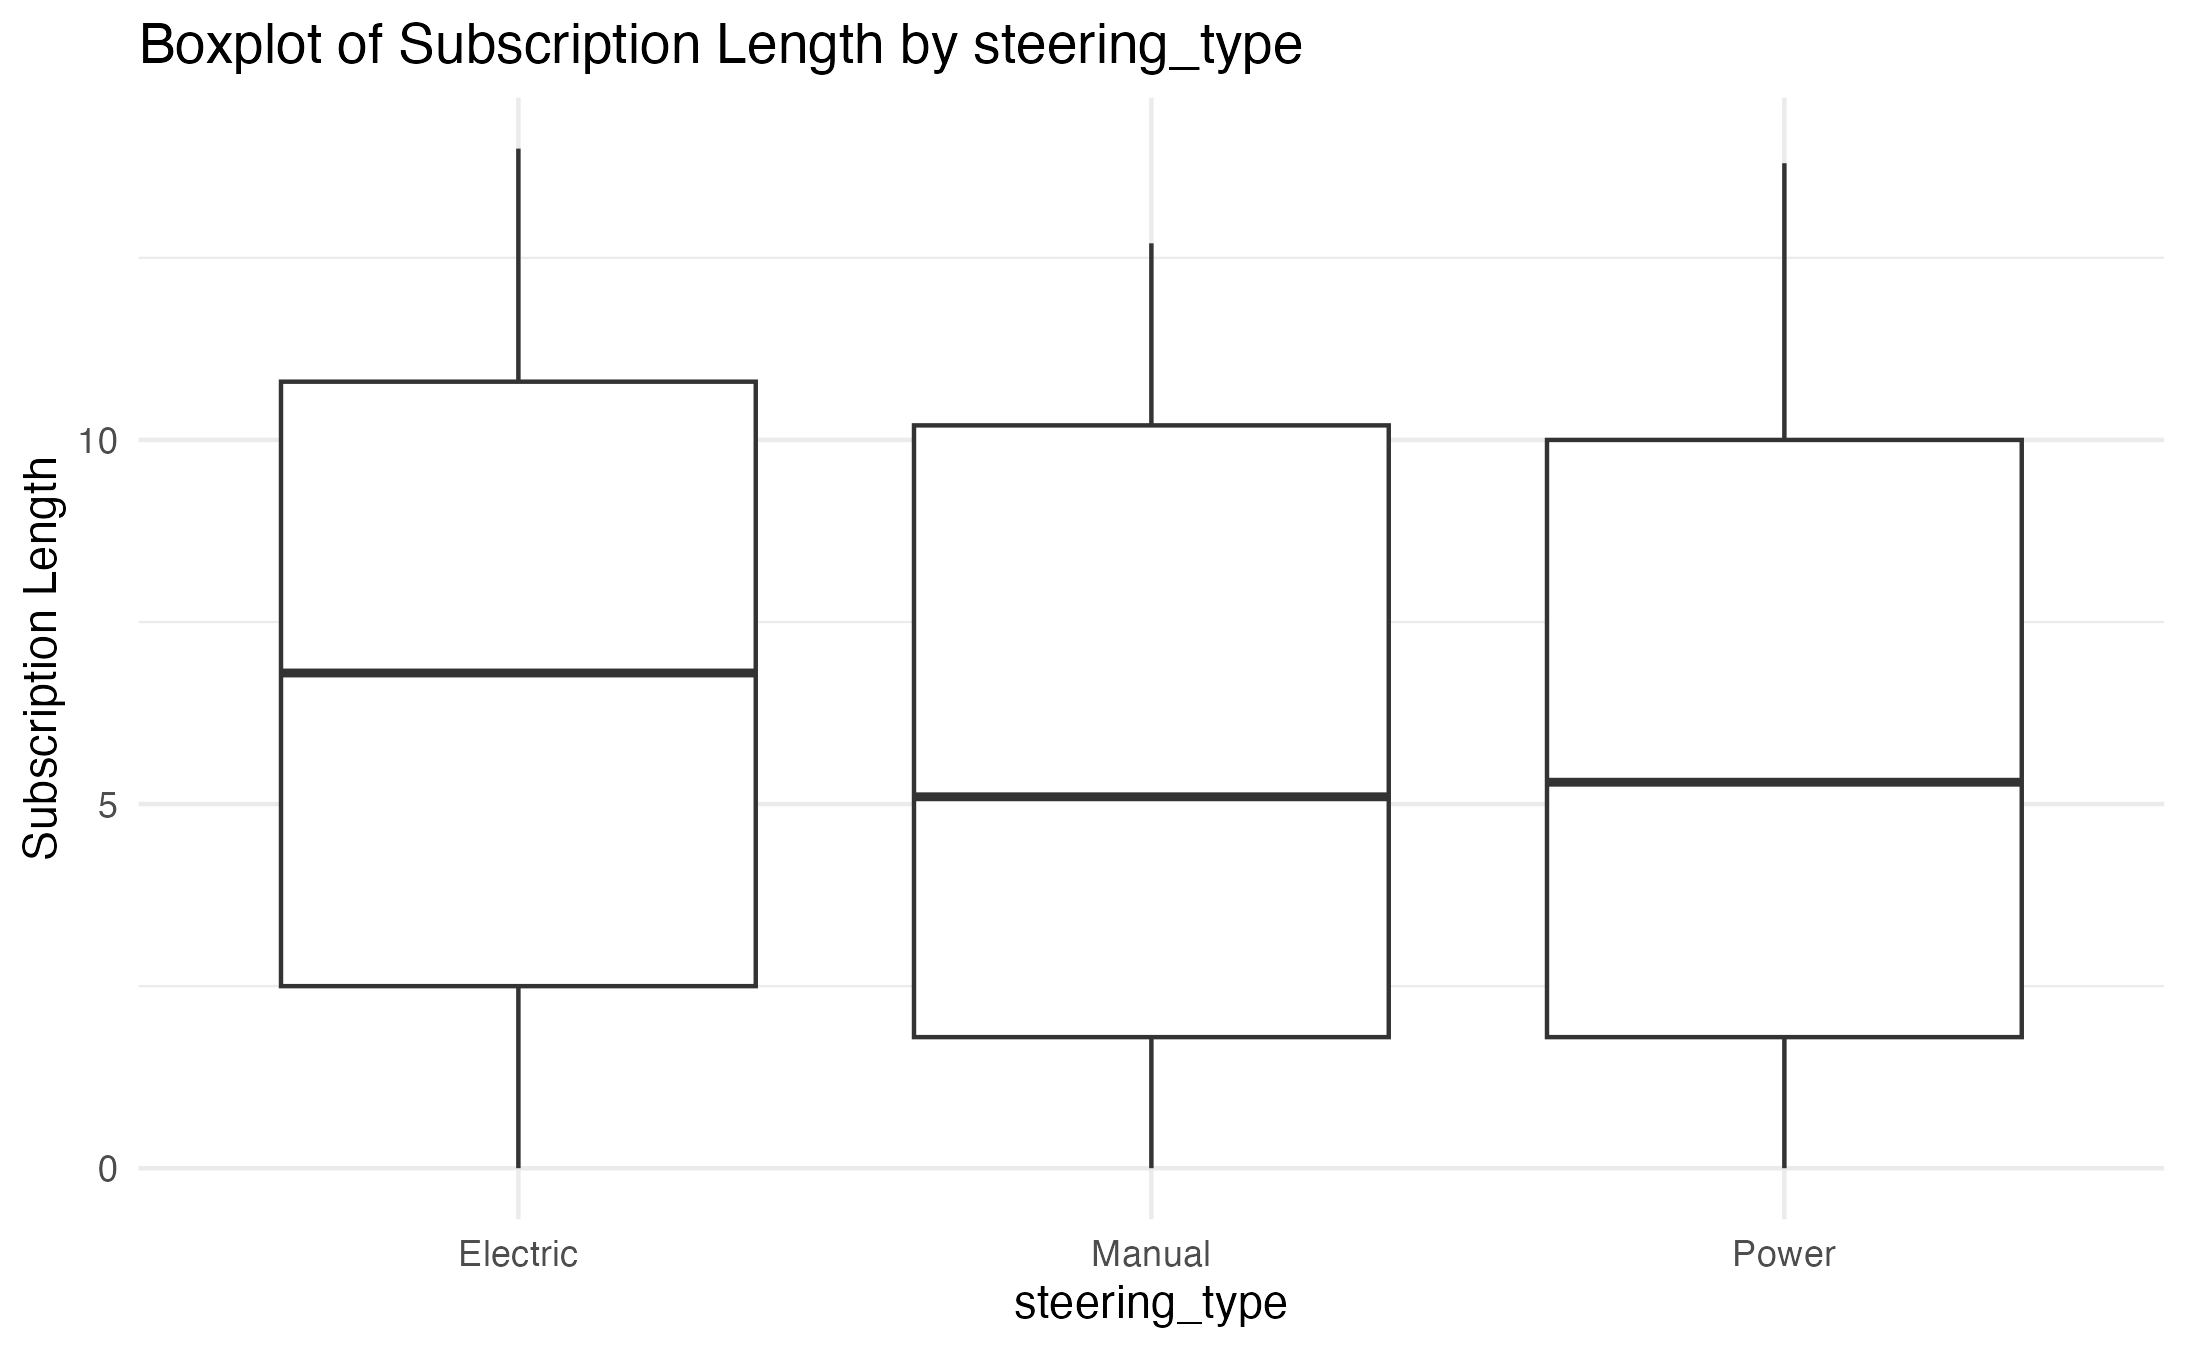 Boxplot of Subscription Length by steering_type
Subscription Length
10
5
0
Electric Manual Power
steering_type